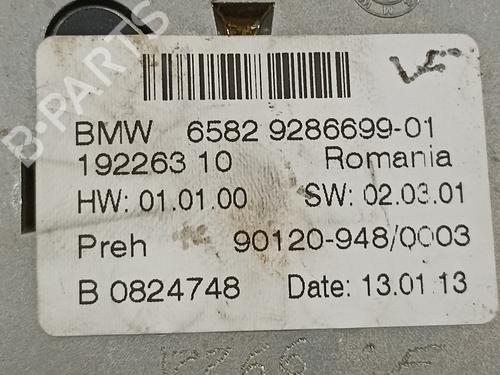 B-PARTS
BMW 6582 9286699-01
192263 10 Romania
HW: 01.01.00 SW: 02.03.01
Preh 90120-948/0003
B 0824748 Date: 13.01.13